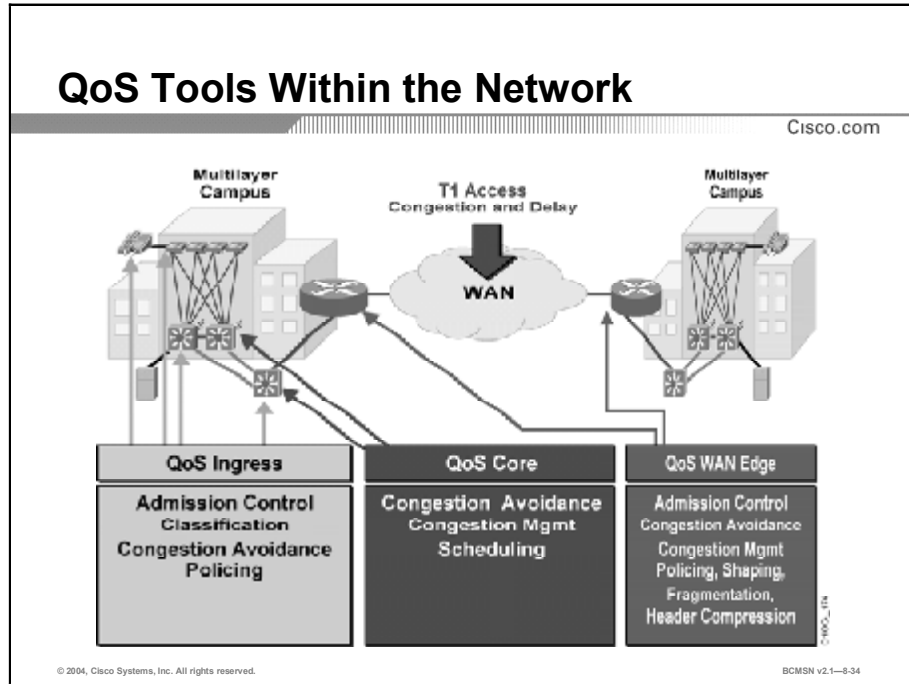 QoS Tools Within the Network
Cisco.com
Multilayer
Campus
T1 Access
Congestion and Delay
WAN
Multilayer
Campus
QoS Ingress
Admission Control
Classification
Congestion Avoidance
Policing
QoS Core
Congestion Avoidance
Congestion Mgmt
Scheduling
QoS WAN Edge
Admission Control
Congestion Avoidance
Congestion Mgmt
Policing, Shaping,
Fragmentation,
Header Compression
© 2004, Cisco Systems, Inc. All rights reserved.
BCMSN v2.1—8-34